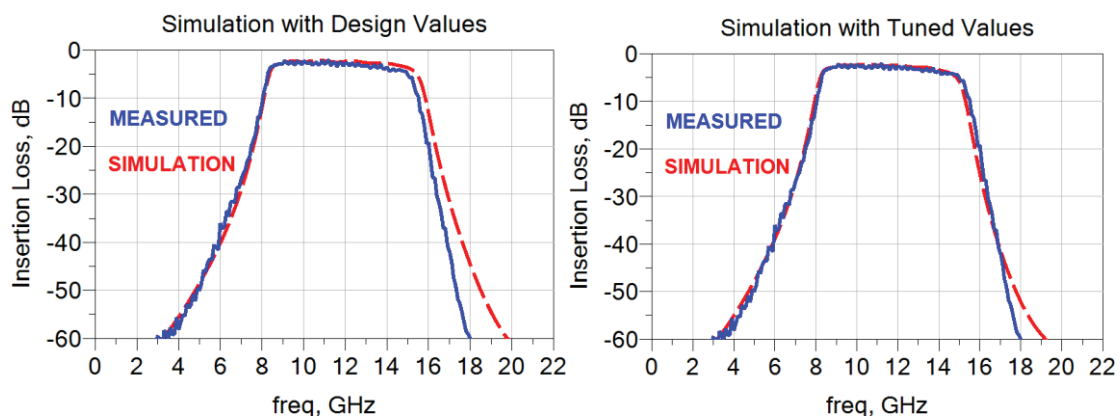 Simulation with Design Values
0
-10
-20
-30
-40
-50
-60
Insertion Loss, dB
MEASURED
SIMULATION
0 2 4 6 8 10 12 14 16 18 20 22
freq, GHz
Simulation with Tuned Values
0
-10
-20
-30
-40
-50
-60
Insertion Loss, dB
MEASURED
SIMULATION
0 2 4 6 8 10 12 14 16 18 20 22
freq, GHz